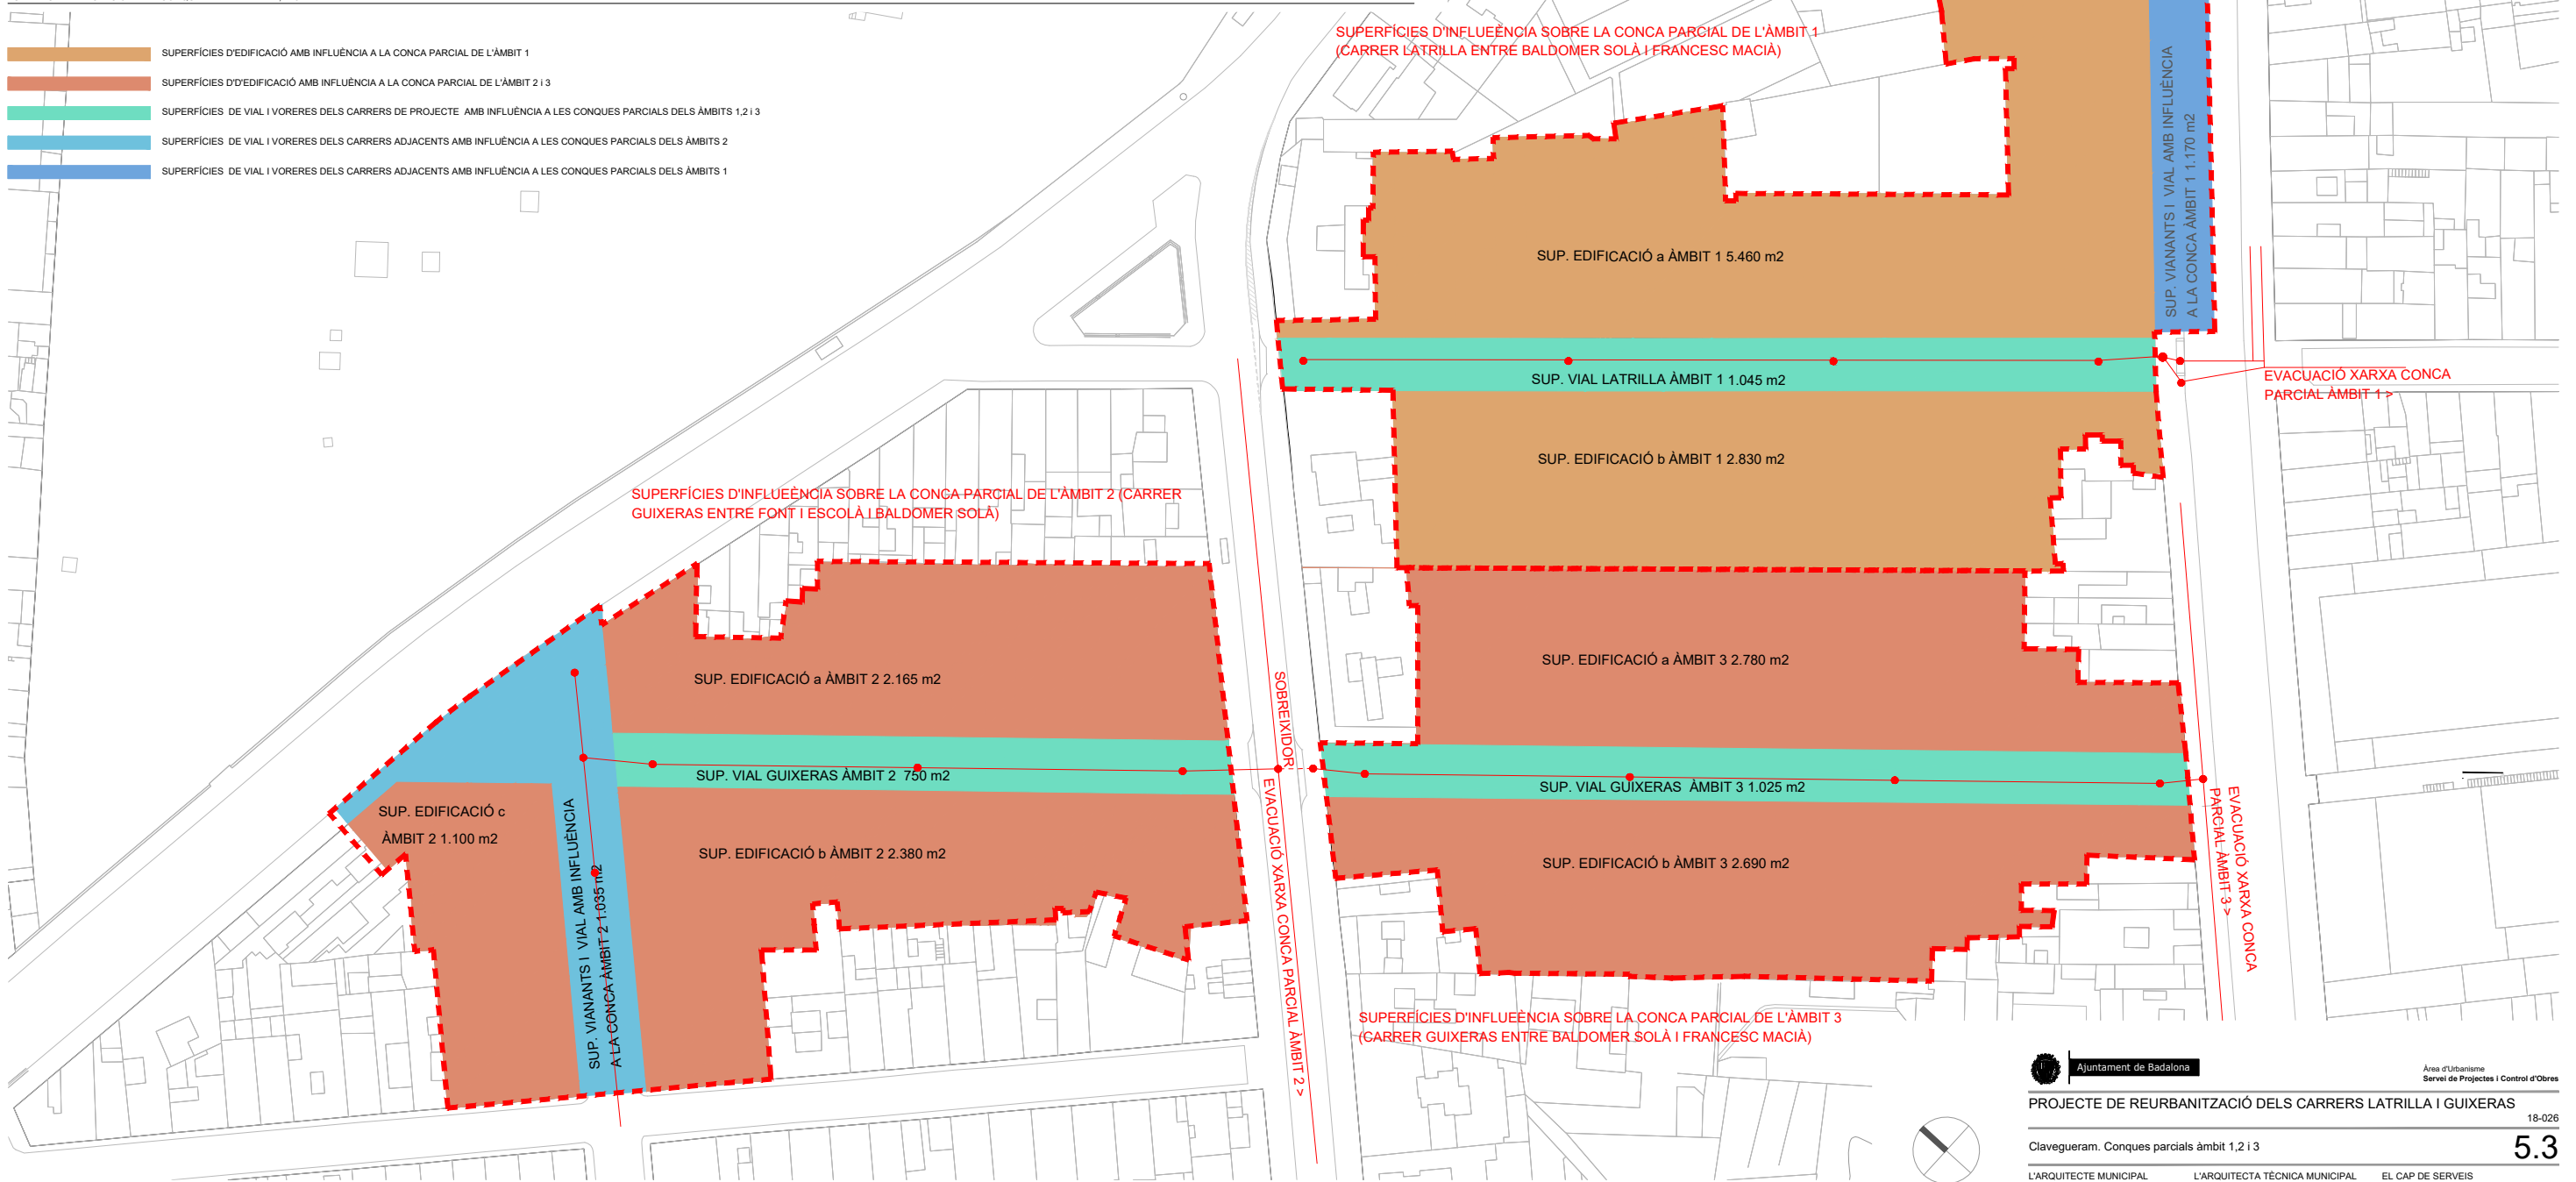 SUPERFÍCIES D'EDIFICACIÓ AMB INFLUÈNCIA A LA CONCA PARCIAL DE L'ÀMBIT 1
SUPERFÍCIES D'D'EDIFICACIÓ AMB INFLUÈNCIA A LA CONCA PARCIAL DE L'ÀMBIT 2 i 3
SUPERFÍCIES DE VIAL I VORERES DELS CARRERS DE PROJECTE AMB INFLUÈNCIA A LES CONQUES PARCIALS DELS ÀMBITS 1,2 i 3
SUPERFÍCIES DE VIAL I VORERES DELS CARRERS ADJACENTS AMB INFLUÈNCIA A LES CONQUES PARCIALS DELS ÀMBITS 2
SUPERFÍCIES DE VIAL I VORERES DELS CARRERS ADJACENTS AMB INFLUÈNCIA A LES CONQUES PARCIALS DELS ÀMBITS 1
SUPERFÍCIES D'INFLUEÈNCIA SOBRE LA CONCA PARCIAL DE L'ÀMBIT 1
(CARRER LATRILLA ENTRE BALDOMER SOLÀ I FRANCESC MACIÀ)
SUP. VIANANTS I VIAL AMB INFLUÈNCIA
A LA CONCA ÀMBIT 1 1.170 m2
SUP. EDIFICACIÓ a ÀMBIT 1 5.460 m2
SUP. VIAL LATRILLA ÀMBIT 1 1.045 m2
EVACUACIÓ XARXA CONCA
PARCIAL ÀMBIT 1 >
SUP. EDIFICACIÓ b ÀMBIT 1 2.830 m2
SUPERFÍCIES D'INFLUEÈNCIA SOBRE LA CONCA PARCIAL DE L'ÀMBIT 2 (CARRER
GUIXERAS ENTRE FONT I ESCOLÀ I BALDOMER SOLÀ)
SUP. EDIFICACIÓ a ÀMBIT 2 2.165 m2
SUP. VIAL GUIXERAS ÀMBIT 2 750 m2
SUP. EDIFICACIÓ c
ÀMBIT 2 1.100 m2
SUP. EDIFICACIÓ b ÀMBIT 2 2.380 m2
SUP. VIANANTS I VIAL AMB INFLUÈNCIA
A LA CONCA ÀMBIT 2 1.035 m2
SOBREIXIDOR
EVACUACIÓ XARXA CONCA PARCIAL ÀMBIT 2 >
SUP. EDIFICACIÓ a ÀMBIT 3 2.780 m2
SUP. VIAL GUIXERAS ÀMBIT 3 1.025 m2
SUP. EDIFICACIÓ b ÀMBIT 3 2.690 m2
EVACUACIÓ XARXA CONCA
PARCIAL ÀMBIT 3 >
SUPERFÍCIES D'INFLUEÈNCIA SOBRE LA CONCA PARCIAL DE L'ÀMBIT 3
(CARRER GUIXERAS ENTRE BALDOMER SOLÀ I FRANCESC MACIÀ)
Ajuntament de Badalona
Àrea d'Urbanisme
Servei de Projectes i Control d'Obres
PROJECTE DE REURBANITZACIÓ DELS CARRERS LATRILLA I GUIXERAS
18-026
Clavegueram. Conques parcials àmbit 1,2 i 3
5.3
L'ARQUITECTE MUNICIPAL L'ARQUITECTA TÈCNICA MUNICIPAL EL CAP DE SERVEIS